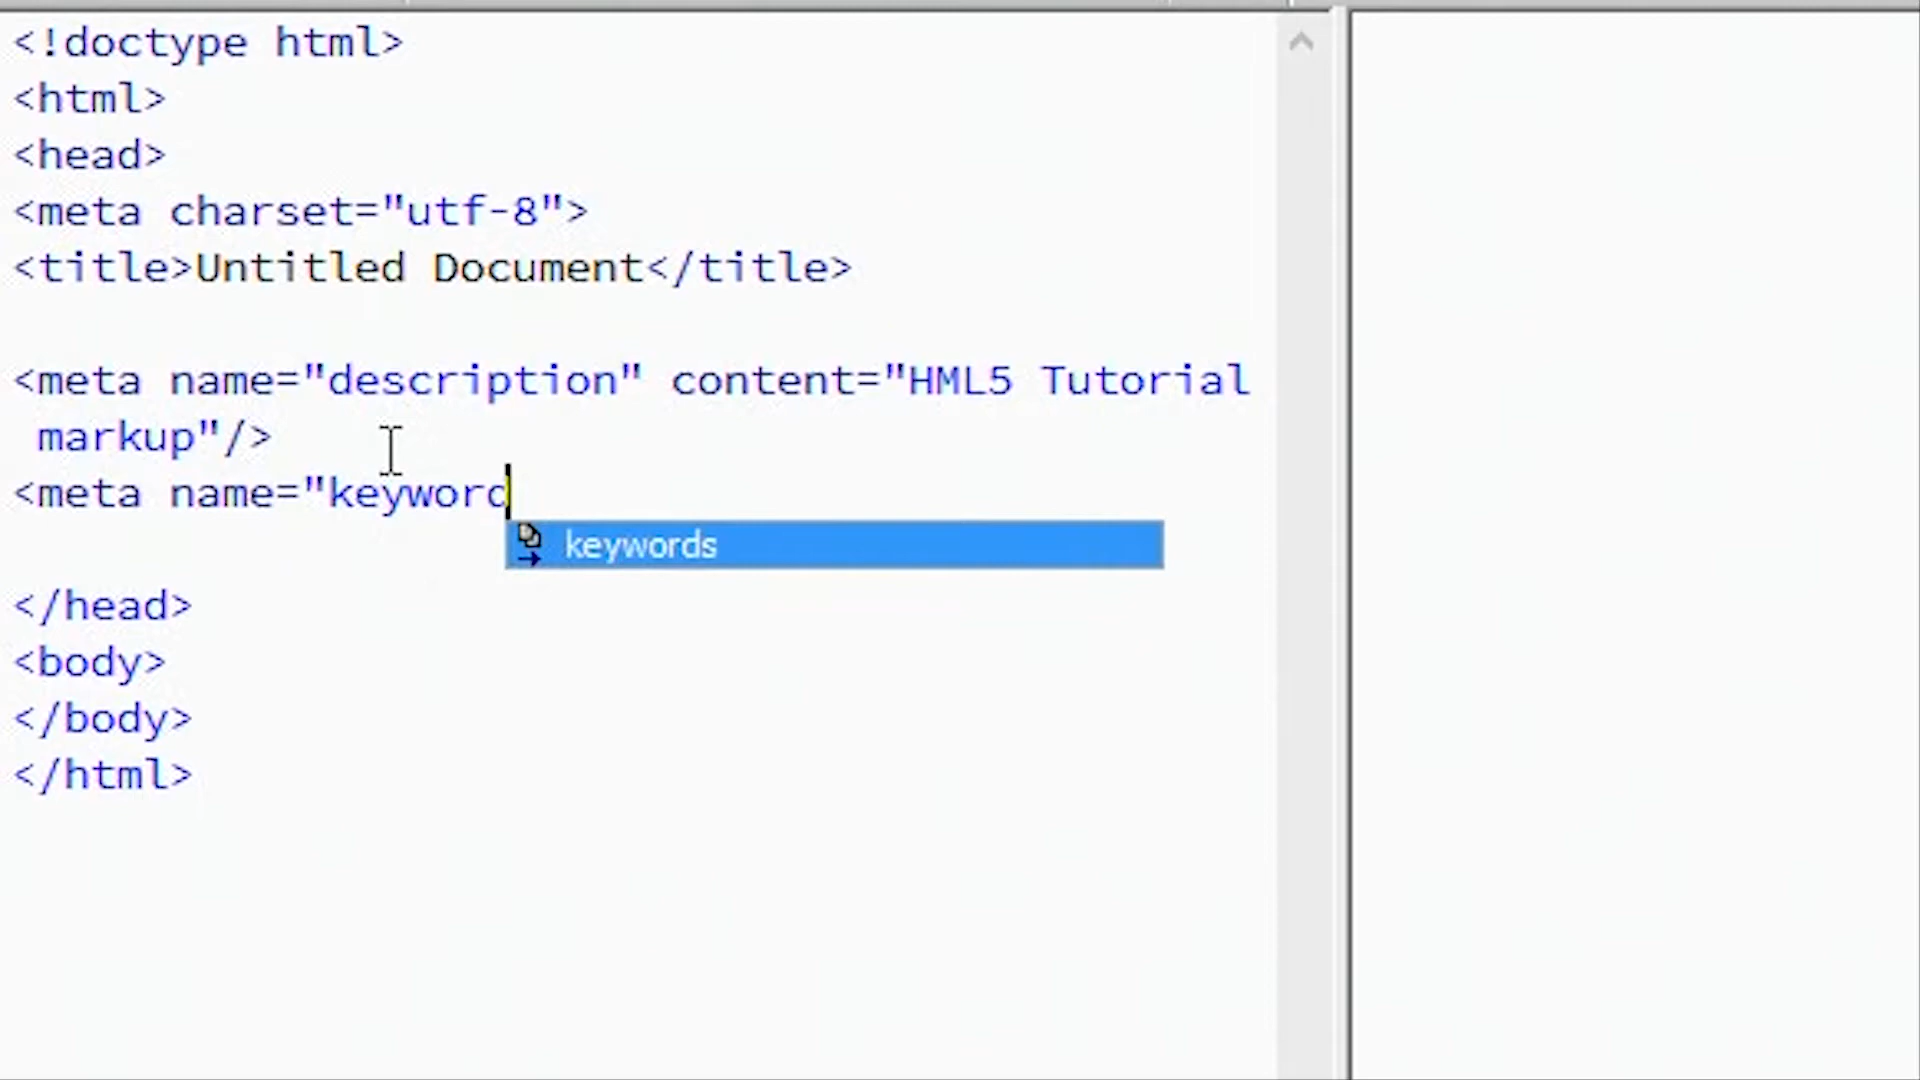 <!doctype html>
<html>
<head>
<meta charset="utf-8">
<title>Untitled Document</title>
<meta name="description" content="HML5 Tutorial
markup"/>
<meta name="keyword
keywords
</head>
<body>
</body>
</html>